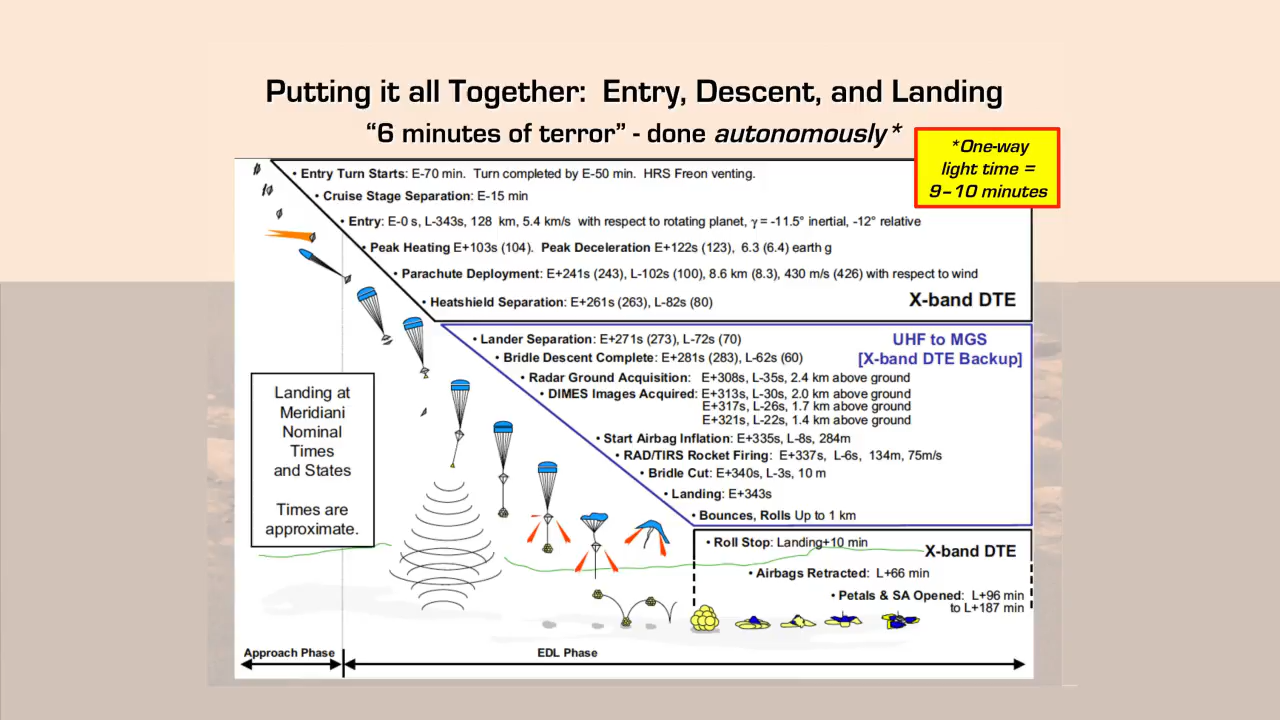 Putting it all Together: Entry, Descent, and Landing
“6 minutes of terror” - done autonomously*
*One-way
light time =
9–10 minutes
• Entry Turn Starts: E-70 min. Turn completed by E-50 min. HRS Freon venting.
• Cruise Stage Separation: E-15 min
• Entry: E-0 s, L-343s, 128 km, 5.4 km/s with respect to rotating planet, γ = -11.5° inertial, -12° relative
• Peak Heating E+103s (104). Peak Deceleration E+122s (123), 6.3 (6.4) earth g
• Parachute Deployment: E+241s (243), L-102s (100), 8.6 km (8.3), 430 m/s (426) with respect to wind
• Heatshield Separation: E+261s (263), L-82s (80)
X-band DTE
• Lander Separation: E+271s (273), L-72s (70)
UHF to MGS
[X-band DTE Backup]
• Bridle Descent Complete: E+281s (283), L-62s (60)
• Radar Ground Acquisition: E+308s, L-35s, 2.4 km above ground
• DIMES Images Acquired: E+313s, L-30s, 2.0 km above ground
E+317s, L-26s, 1.7 km above ground
E+321s, L-22s, 1.4 km above ground
• Start Airbag Inflation: E+335s, L-8s, 284m
• RAD/TIRS Rocket Firing: E+337s, L-6s, 134m, 75m/s
• Bridle Cut: E+340s, L-3s, 10 m
• Landing: E+343s
• Bounces, Rolls Up to 1 km
Landing at
Meridiani
Nominal
Times
and States
Times are
approximate.
• Roll Stop: Landing+10 min
X-band DTE
• Airbags Retracted: L+66 min
• Petals & SA Opened: L+96 min
to L+187 min
Approach Phase
EDL Phase